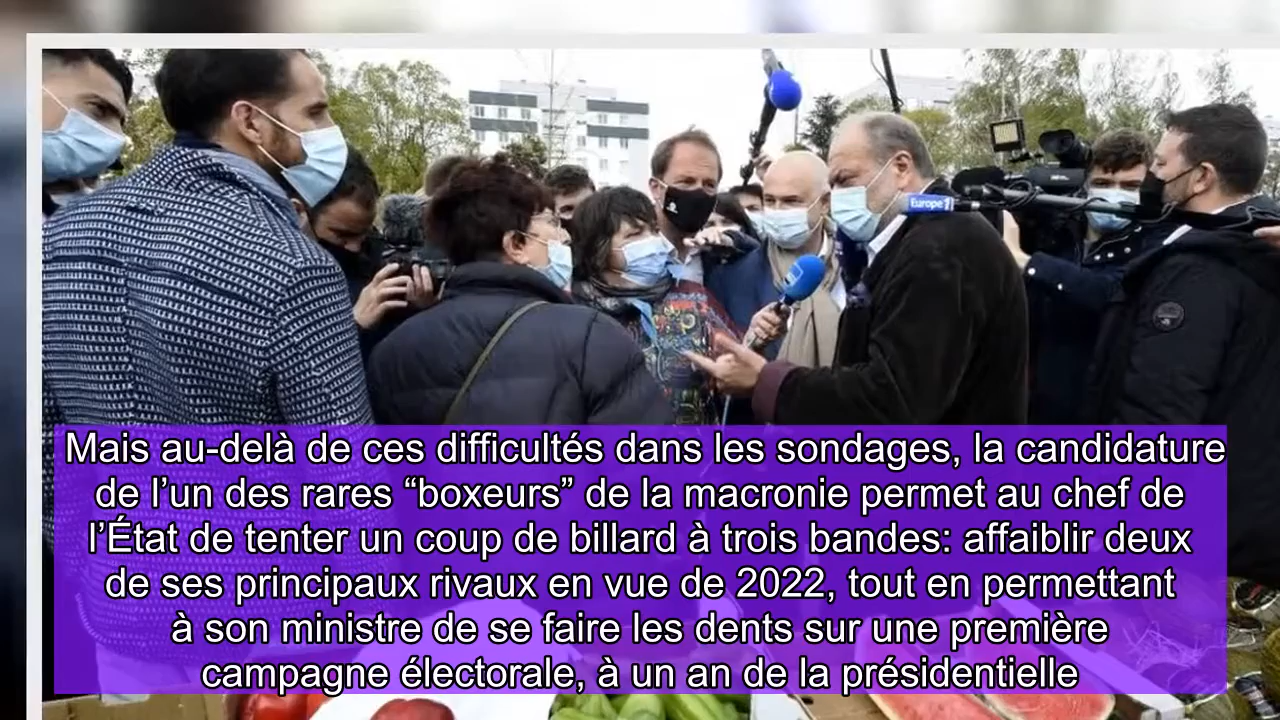 Europe 1
Mais au-delà de ces difficultés dans les sondages, la candidature
de l’un des rares “boxeurs” de la macronie permet au chef de
l’État de tenter un coup de billard à trois bandes: affaiblir deux
de ses principaux rivaux en vue de 2022, tout en permettant
à son ministre de se faire les dents sur une première
campagne électorale, à un an de la présidentielle